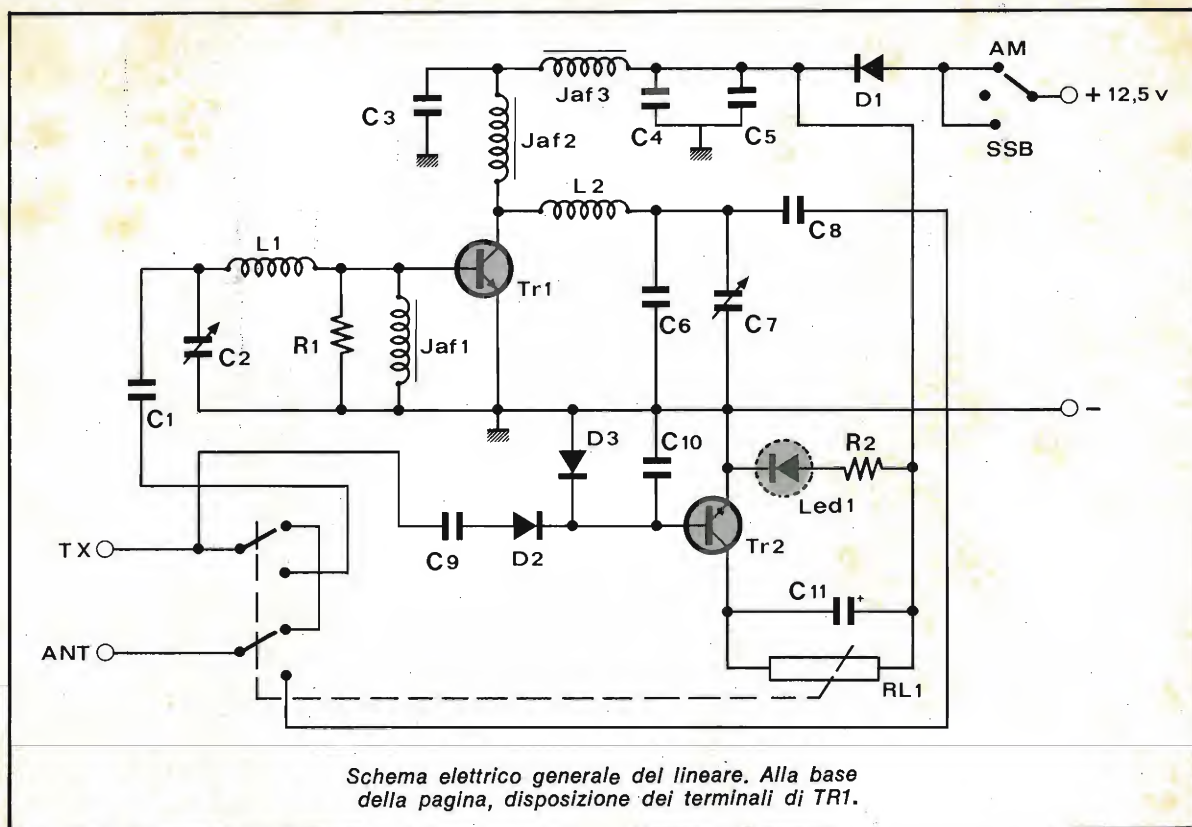 AM
+ 12,5 v
SSB
D1
Jaf3
C3
C4
C5
Jaf2
L2
C8
L1
Tr1
C6
C7
C2
R1
Jaf1
C1
-
D3
C10
R2
Led1
TX
C9
D2
Tr2
C11
+
ANT
RL1
Schema elettrico generale del lineare. Alla base
della pagina, disposizione dei terminali di TR1.